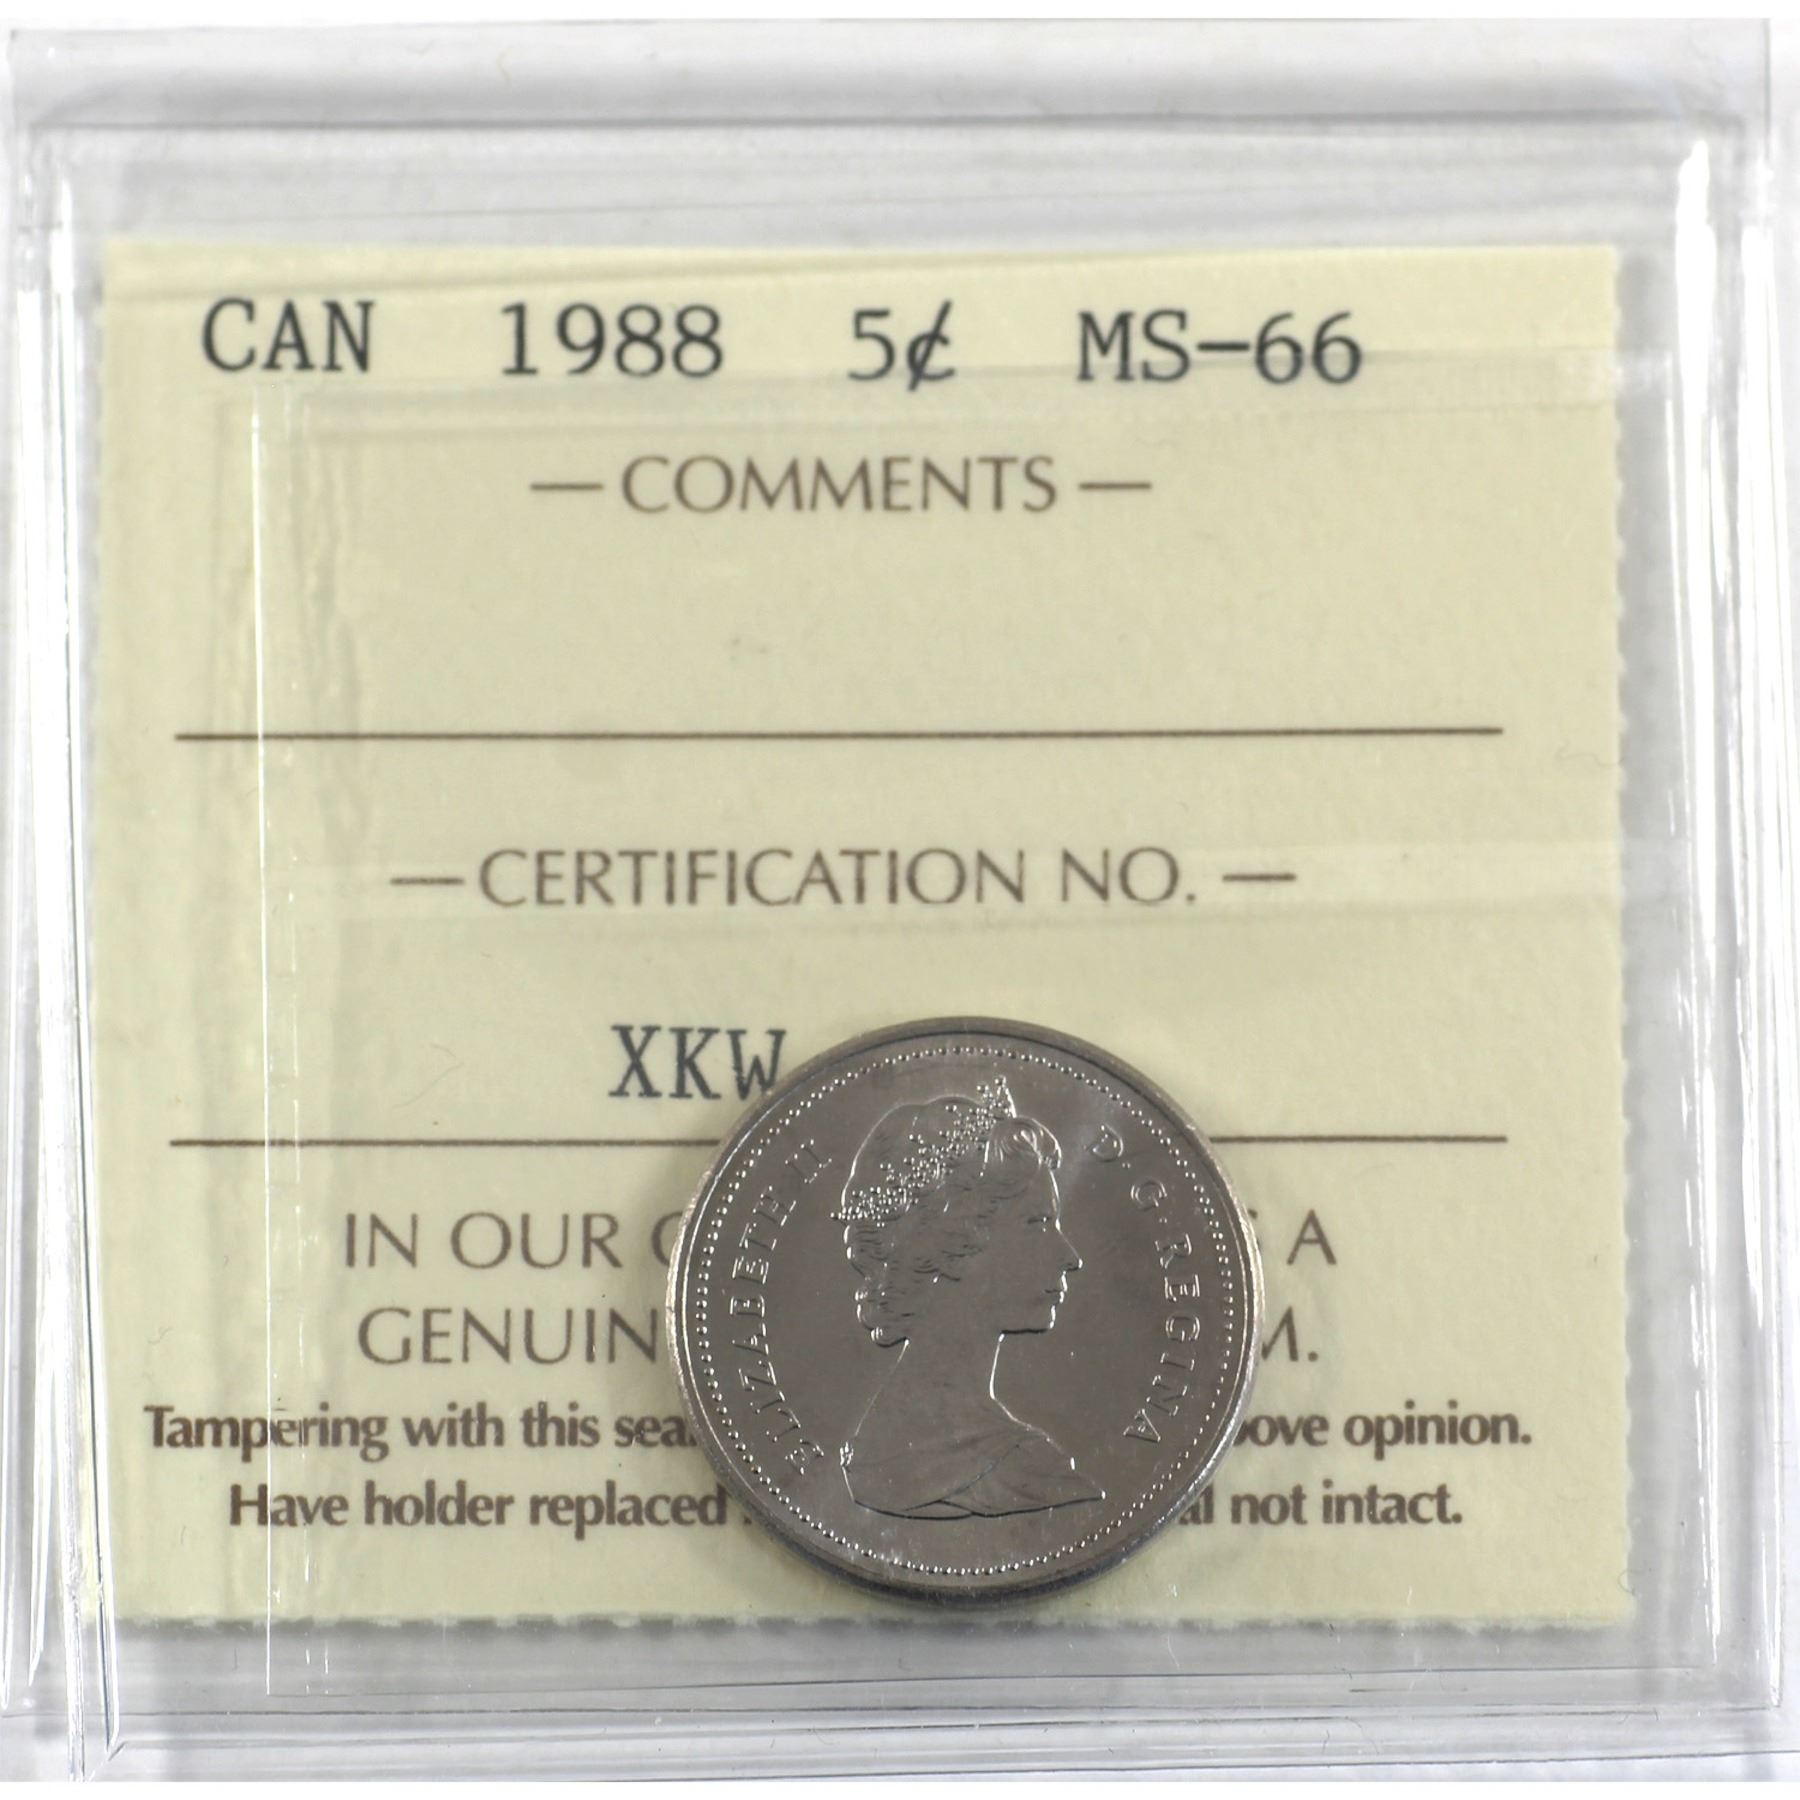 CAN 1988 5¢ MS-66
— COMMENTS —
— CERTIFICATION NO. —
XKW
IN OUR A
GENUIN M.
Tampering with this sea ove opinion.
Have holder replaced al not intact.
ELIZABETH II D·G·REGINA